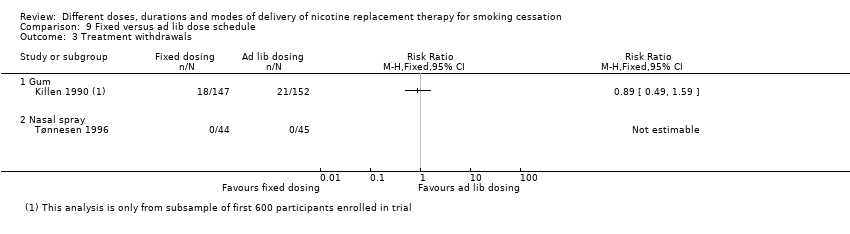 Review: Different doses, durations and modes of delivery of nicotine replacement therapy for smoking cessation
Comparison: 9 Fixed versus ad lib dose schedule
Outcome: 3 Treatment withdrawals
Study or subgroup Fixed dosing Ad lib dosing Risk Ratio Risk Ratio
n/N n/N M-H,Fixed,95% CI M-H,Fixed,95% CI
1 Gum
Killen 1990 (1) 18/147 21/152 0.89 [ 0.49, 1.59 ]
2 Nasal spray
Tønnesen 1996 0/44 0/45 Not estimable
0.01 0.1 1 10 100
Favours fixed dosing Favours ad lib dosing
(1) This analysis is only from subsample of first 600 participants enrolled in trial